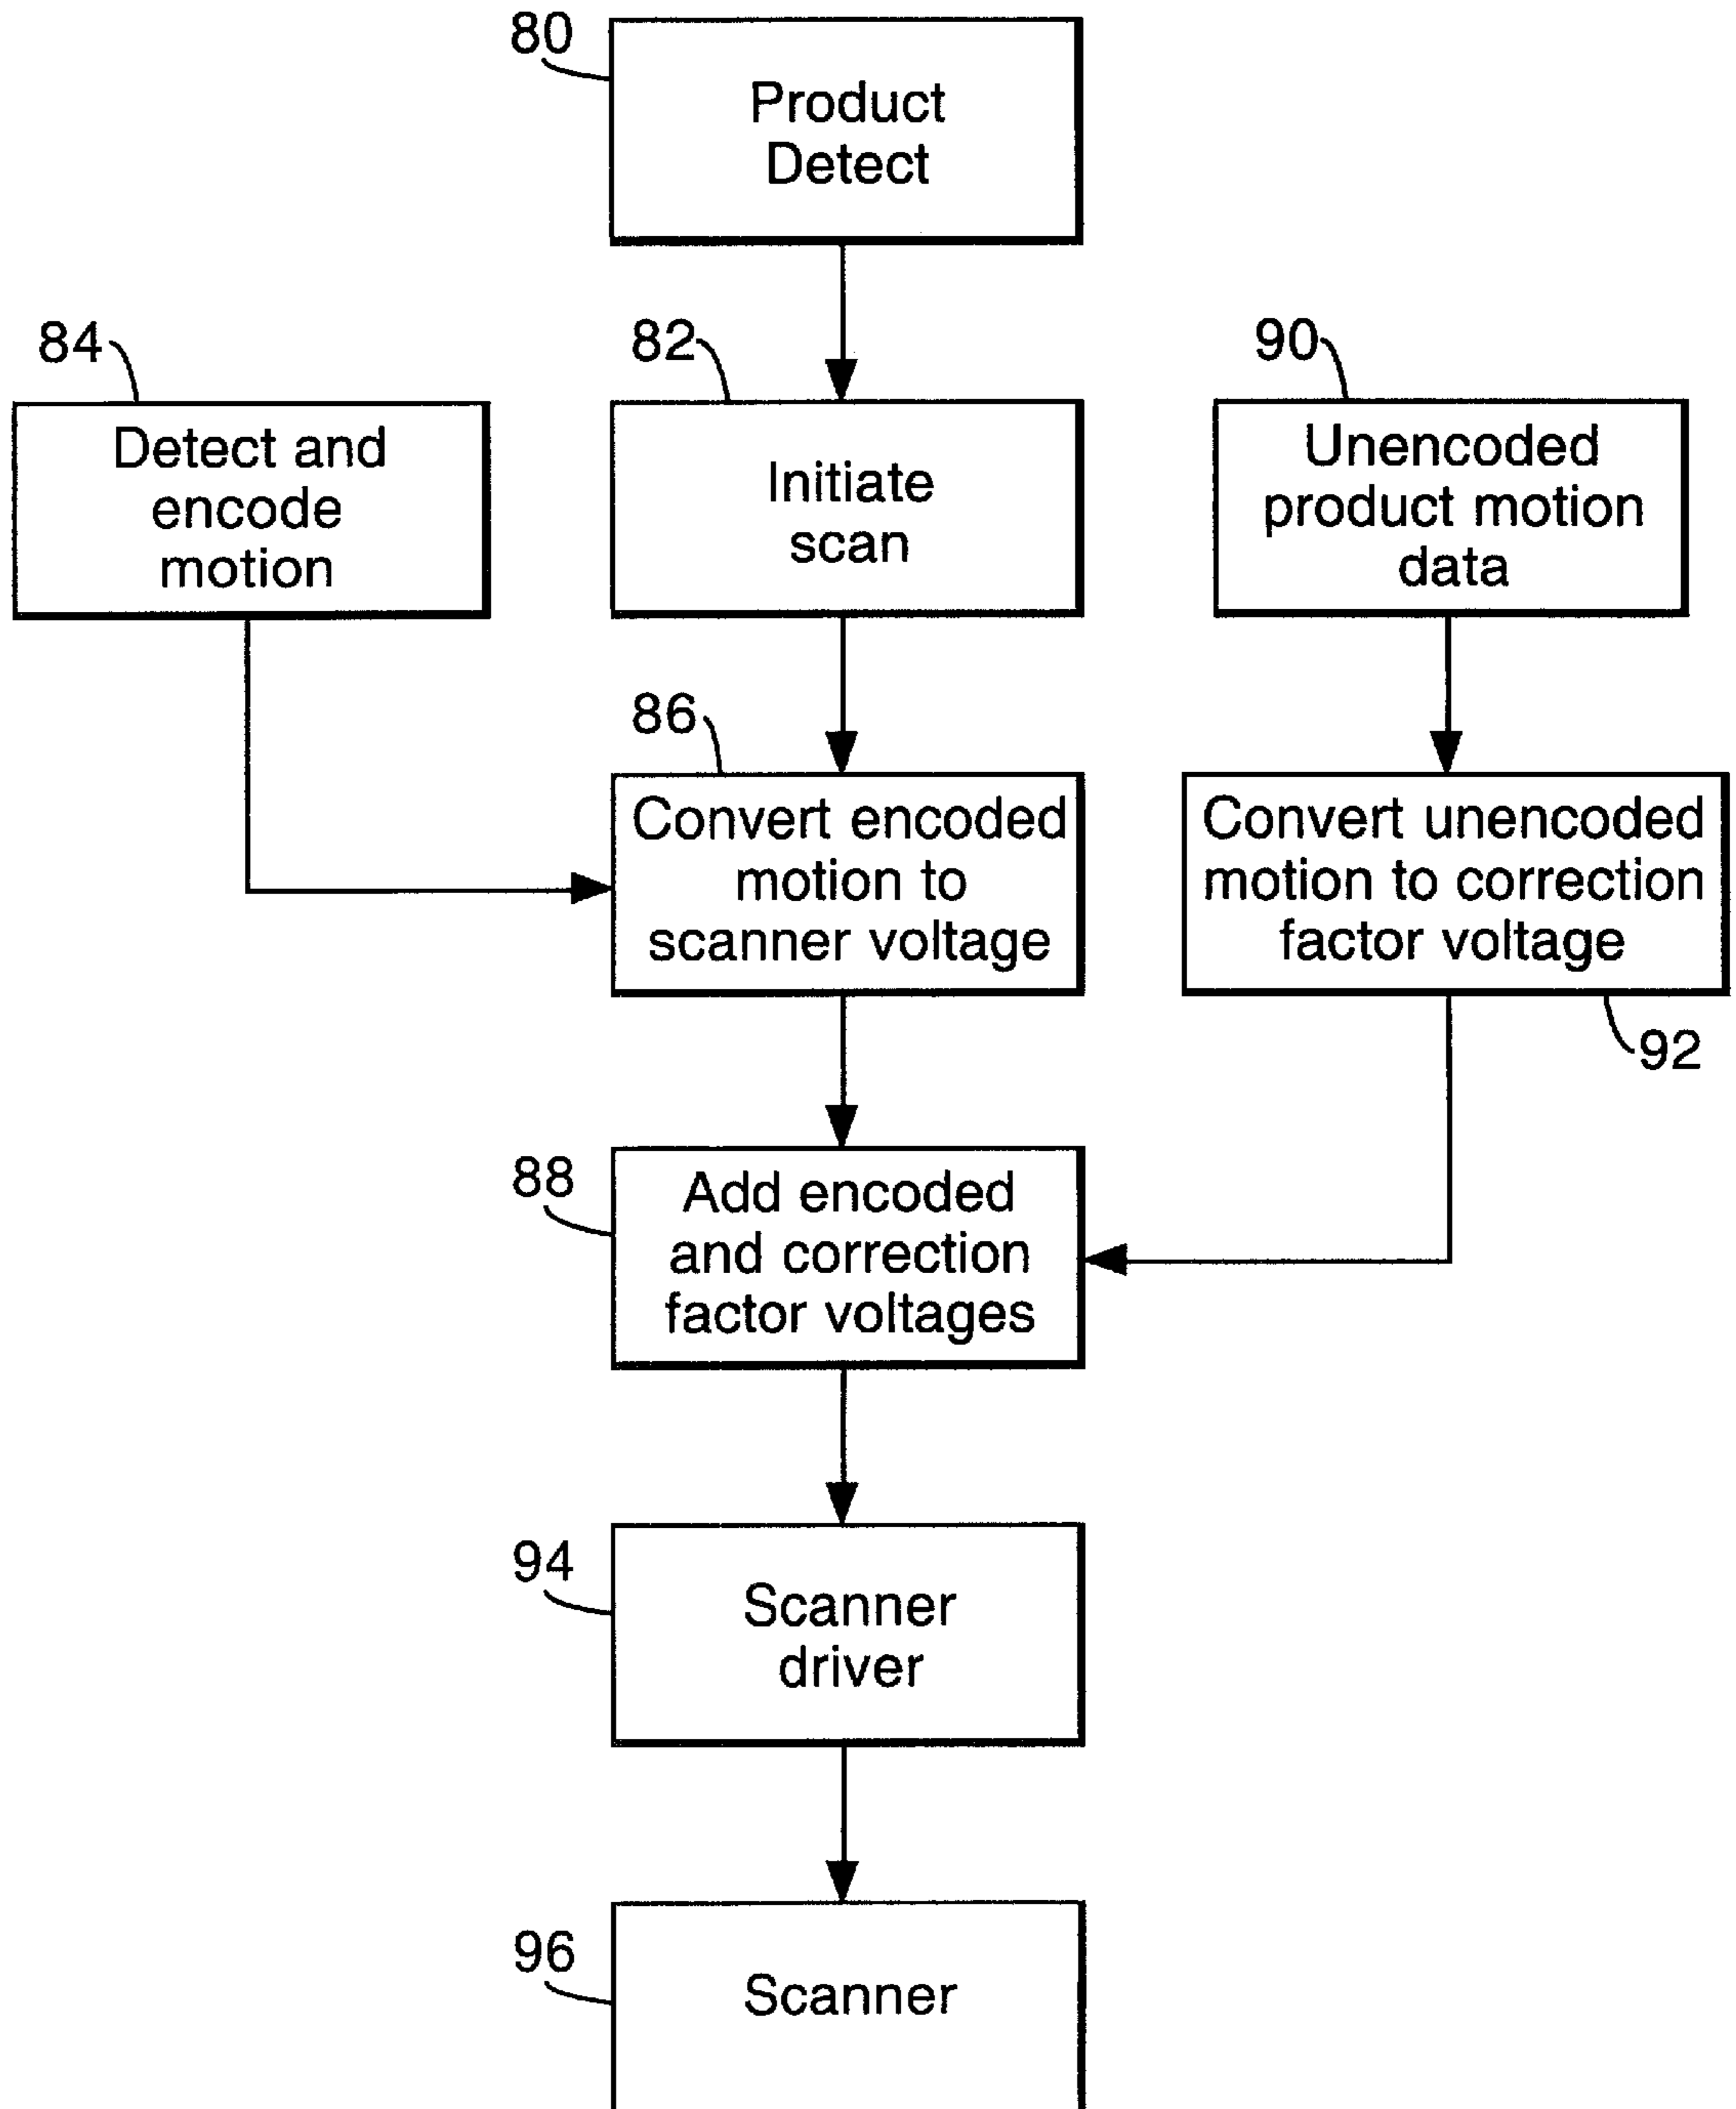 80
Product
Detect
84
82
90
Detect and
encode
motion
Initiate
scan
Unencoded
product motion
data
86
Convert encoded
motion to
scanner voltage
Convert unencoded
motion to correction
factor voltage
92
88
Add encoded
and correction
factor voltages
94
Scanner
driver
96
Scanner